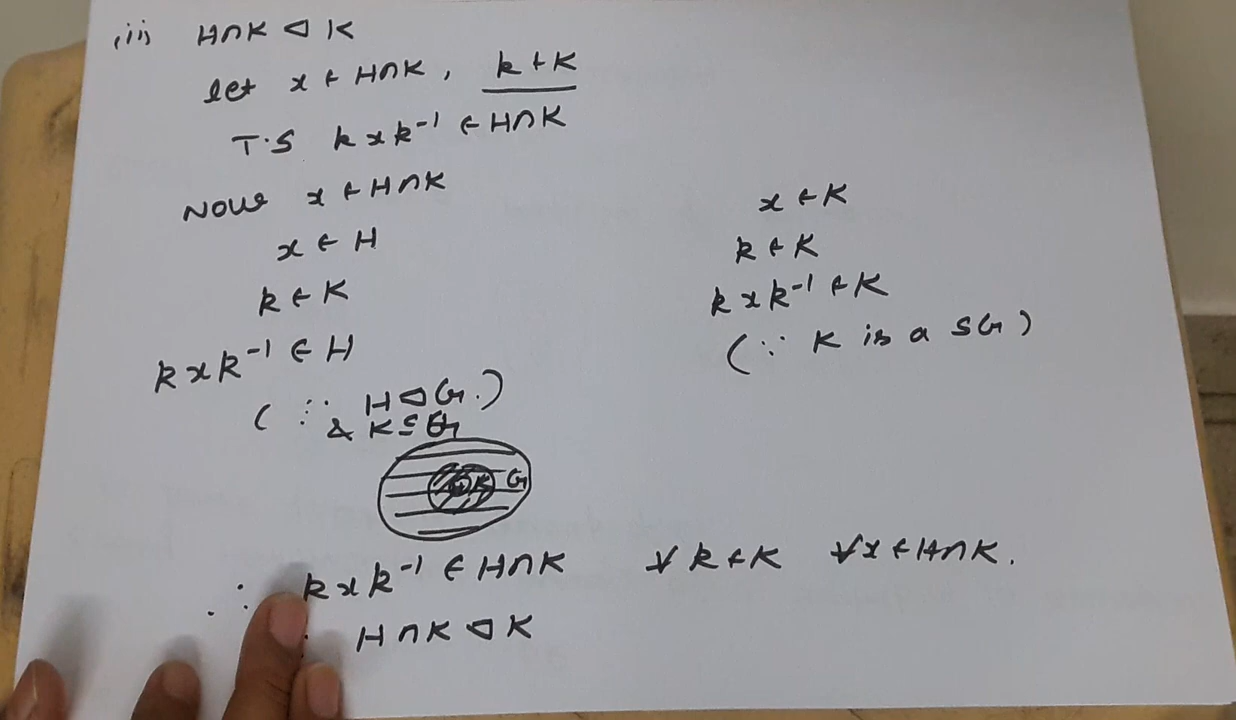 (ii) H∩K ⊲ K
let x ∈ H∩K, k ∈ K
T.S kxk⁻¹ ∈ H∩K
Now x ∈ H∩K
x ∈ H
k ∈ K
kxk⁻¹ ∈ H
(∵ H ⊲ G.)
& K ⊆ G
x ∈ K
k ∈ K
kxk⁻¹ ∈ K
(∵ K is a SG)
K G
∴ kxk⁻¹ ∈ H∩K ∀ k ∈ K ∀ x ∈ H∩K.
H∩K ⊲ K